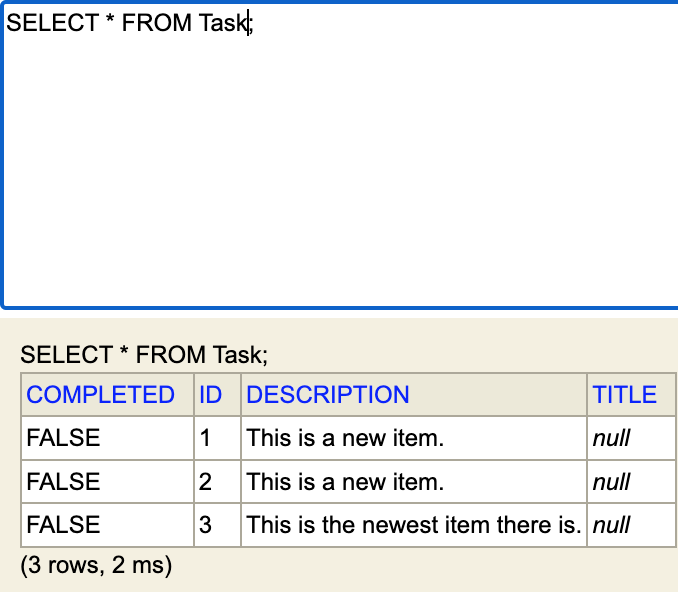 SELECT * FROM Task;
SELECT * FROM Task;
COMPLETED ID DESCRIPTION TITLE
FALSE 1 This is a new item. null
FALSE 2 This is a new item. null
FALSE 3 This is the newest item there is. null
(3 rows, 2 ms)